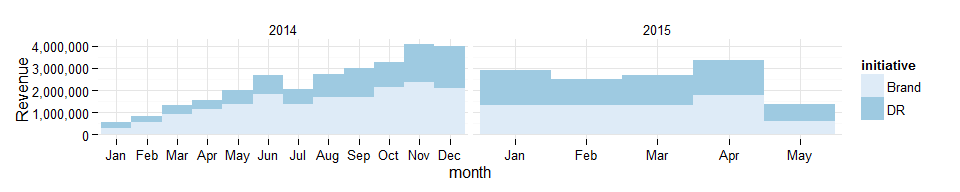 2014 2015
Revenue
4,000,000
3,000,000
2,000,000
1,000,000
0
Jan Feb Mar Apr May Jun Jul Aug Sep Oct Nov Dec Jan Feb Mar Apr May
month
initiative
Brand
DR